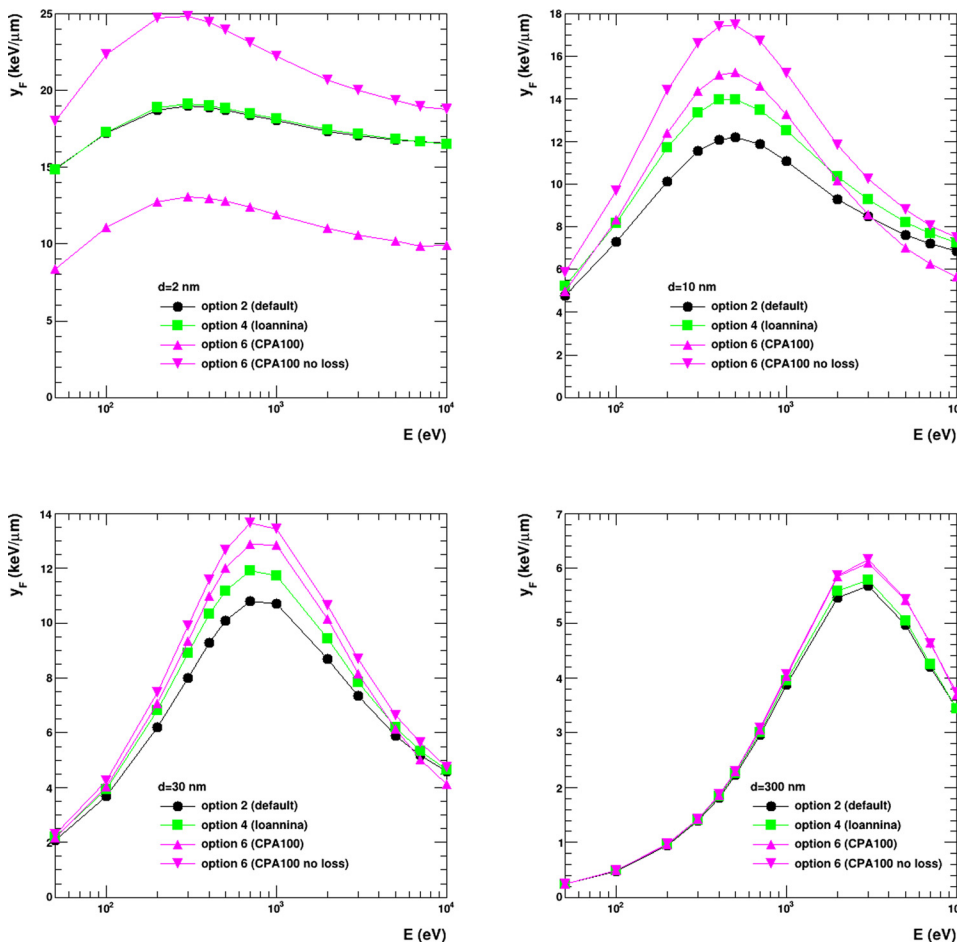 y_F (keV/μm)
25
20
15
10
5
0
10²
10³
10⁴
E (eV)
d=2 nm
option 2 (default)
option 4 (Ioannina)
option 6 (CPA100)
option 6 (CPA100 no loss)
y_F (keV/μm)
18
16
14
12
10
8
6
4
2
0
10²
10³
10⁴
E (eV)
d=10 nm
option 2 (default)
option 4 (Ioannina)
option 6 (CPA100)
option 6 (CPA100 no loss)
y_F (keV/μm)
14
12
10
8
6
4
2
0
10²
10³
10⁴
E (eV)
d=30 nm
option 2 (default)
option 4 (Ioannina)
option 6 (CPA100)
option 6 (CPA100 no loss)
y_F (keV/μm)
7
6
5
4
3
2
1
0
10²
10³
10⁴
E (eV)
d=300 nm
option 2 (default)
option 4 (Ioannina)
option 6 (CPA100)
option 6 (CPA100 no loss)